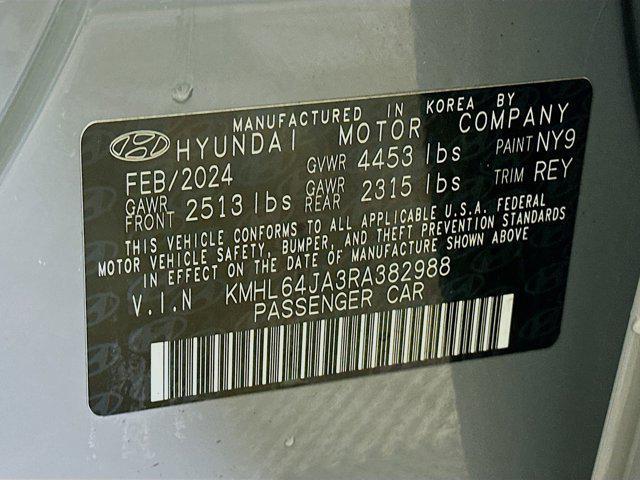 MANUFACTURED IN KOREA BY
HYUNDAI MOTOR COMPANY
FEB/2024 GVWR 4453 lbs PAINT NY9
GAWR FRONT 2513 lbs GAWR REAR 2315 lbs TRIM REY
THIS VEHICLE CONFORMS TO ALL APPLICABLE U.S.A. FEDERAL
MOTOR VEHICLE SAFETY, BUMPER, AND THEFT PREVENTION STANDARDS
IN EFFECT ON THE DATE OF MANUFACTURE SHOWN ABOVE
V.I.N KMHL64JA3RA382988
PASSENGER CAR